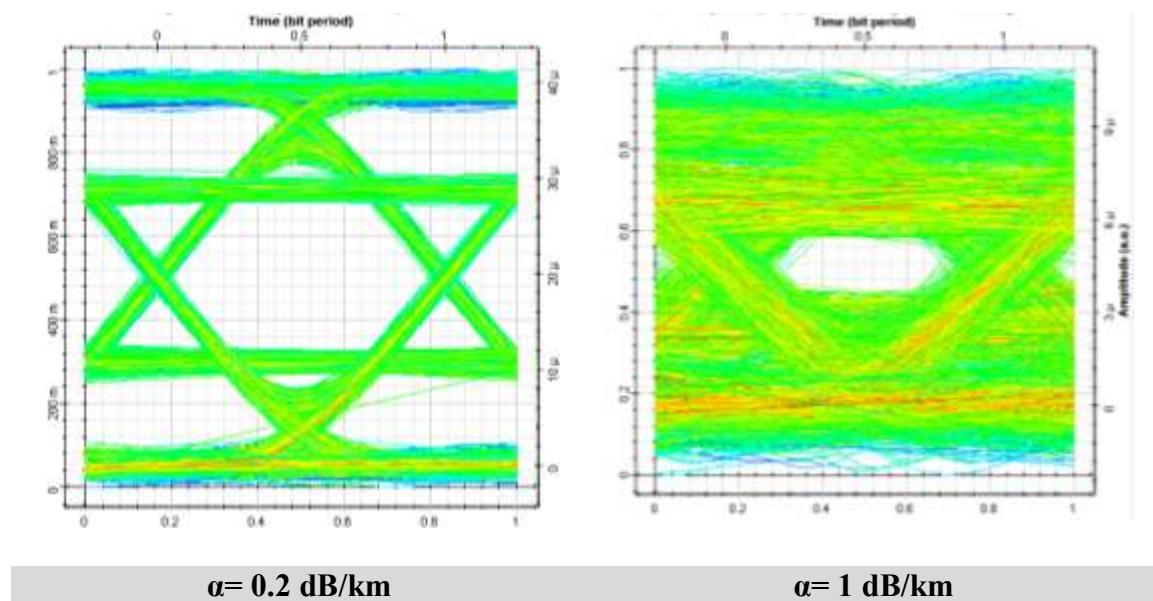 Time (bit period)
0 0.5 1
1
800 m
600 m
400 m
200 m
0
40 µ
30 µ
20 µ
10 µ
0
0 0.2 0.4 0.6 0.8 1
Time (bit period)
0 0.5 1
1
0.8
0.6
0.4
0.2
0
9 µ
6 µ
3 µ
0
Amplitude (a.u.)
0 0.2 0.4 0.6 0.8 1
α= 0.2 dB/km
α= 1 dB/km